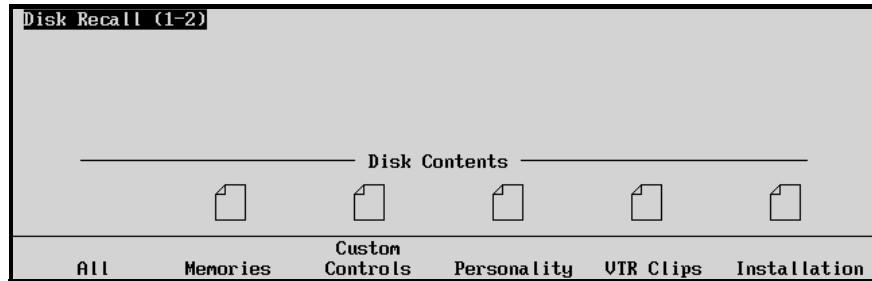 Disk Recall (1-2)
Disk Contents
All
Memories
Custom
Controls
Personality
VTR Clips
Installation